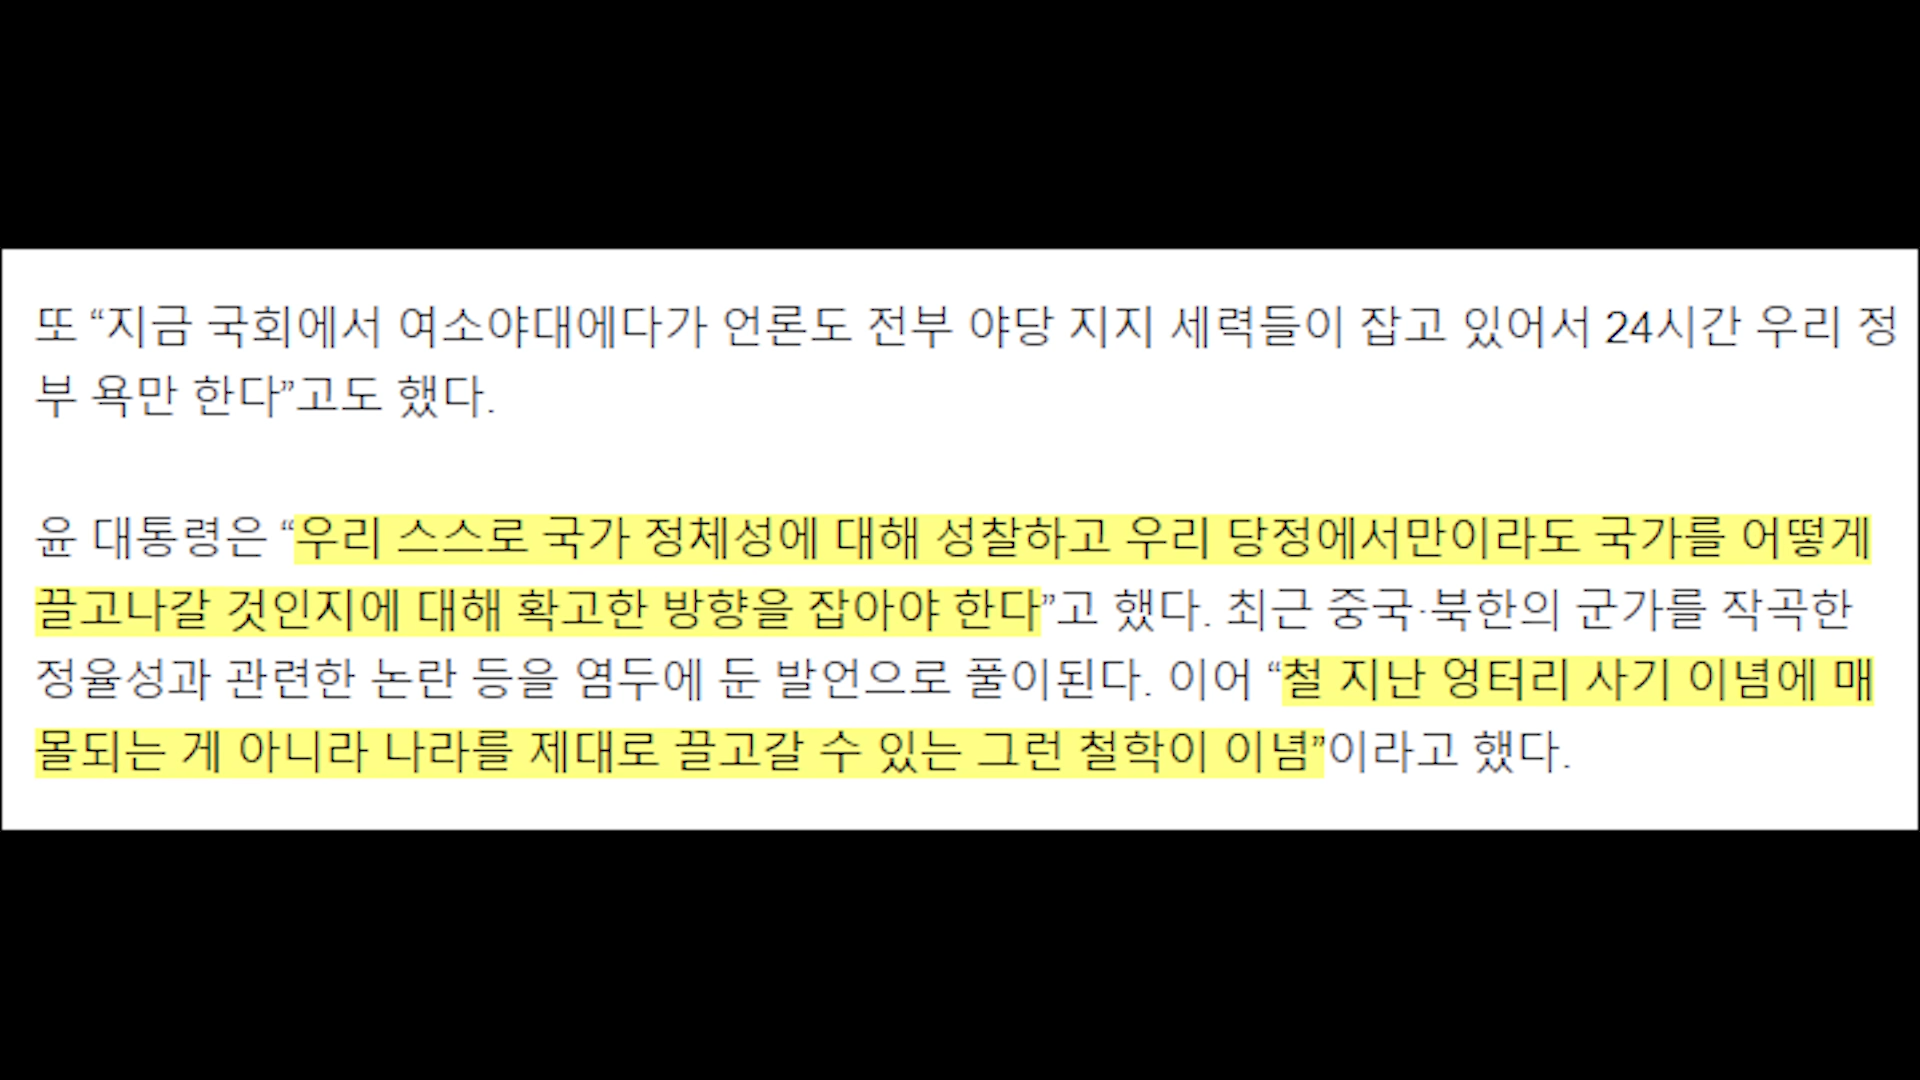 또 “지금 국회에서 여소야대에다가 언론도 전부 야당 지지 세력들이 잡고 있어서 24시간 우리 정
부 욕만 한다”고도 했다.
윤 대통령은 “우리 스스로 국가 정체성에 대해 성찰하고 우리 당정에서만이라도 국가를 어떻게
끌고나갈 것인지에 대해 확고한 방향을 잡아야 한다”고 했다. 최근 중국·북한의 군가를 작곡한
정율성과 관련한 논란 등을 염두에 둔 발언으로 풀이된다. 이어 “철 지난 엉터리 사기 이념에 매
몰되는 게 아니라 나라를 제대로 끌고갈 수 있는 그런 철학이 이념”이라고 했다.